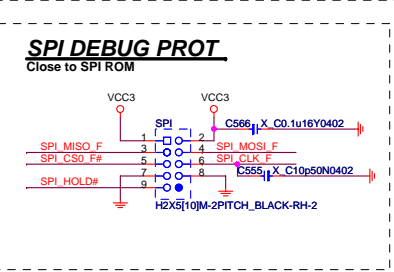 SPI DEBUG PROT
Close to SPI ROM
VCC3 VCC3
SPI C566 X_C0.1u16Y0402
1 2
SPI_MISO_F 3 4 SPI_MOSI_F
SPI_CS0_F# 5 6 SPI_CLK_F
7 8 C555 X_C10p50N0402
SPI_HOLD# 9
H2X5[10]M-2PITCH_BLACK-RH-2